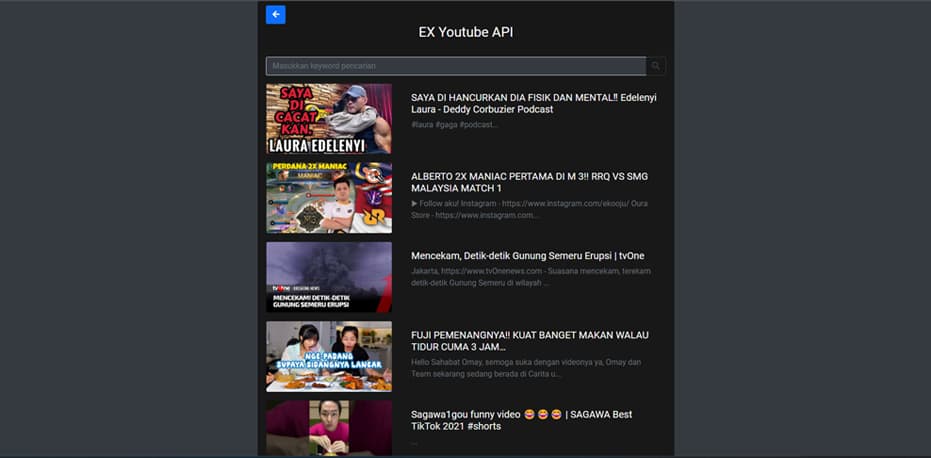 EX Youtube API
Masukkan keyword pencarian
SAYA
DI
CACAT
KAN.
LAURA EDELENYI
SAYA DI HANCURKAN DIA FISIK DAN MENTAL‼ Edelenyi
Laura - Deddy Corbuzier Podcast
#laura #gaga #podcast...
PERDANA 2X MANIAC
MANIAC
ALBERTO 2X MANIAC PERTAMA DI M 3!! RRQ VS SMG
MALAYSIA MATCH 1
▶ Follow aku! Instagram - https://www.instagram.com/ekooju/ Oura
Store - https://www.instagram.com...
tvOne BREAKING NEWS
MENCEKAM! DETIK-DETIK
GUNUNG SEMERU ERUPSI
Mencekam, Detik-detik Gunung Semeru Erupsi | tvOne
Jakarta, https://www.tvOnenews.com - Suasana mencekam, terekam
detik-detik Gunung Semeru di wilayah ...
NGE PADANG
SUPAYA SIDANGNYA LANCAR
FUJI PEMENANGNYA!! KUAT BANGET MAKAN WALAU
TIDUR CUMA 3 JAM...
Hello Sahabat Omay, semoga suka dengan videonya ya, Omay dan
Team sekarang sedang berada di Carita u...
Sagawa1gou funny video 😂😂😂 | SAGAWA Best
TikTok 2021 #shorts
...